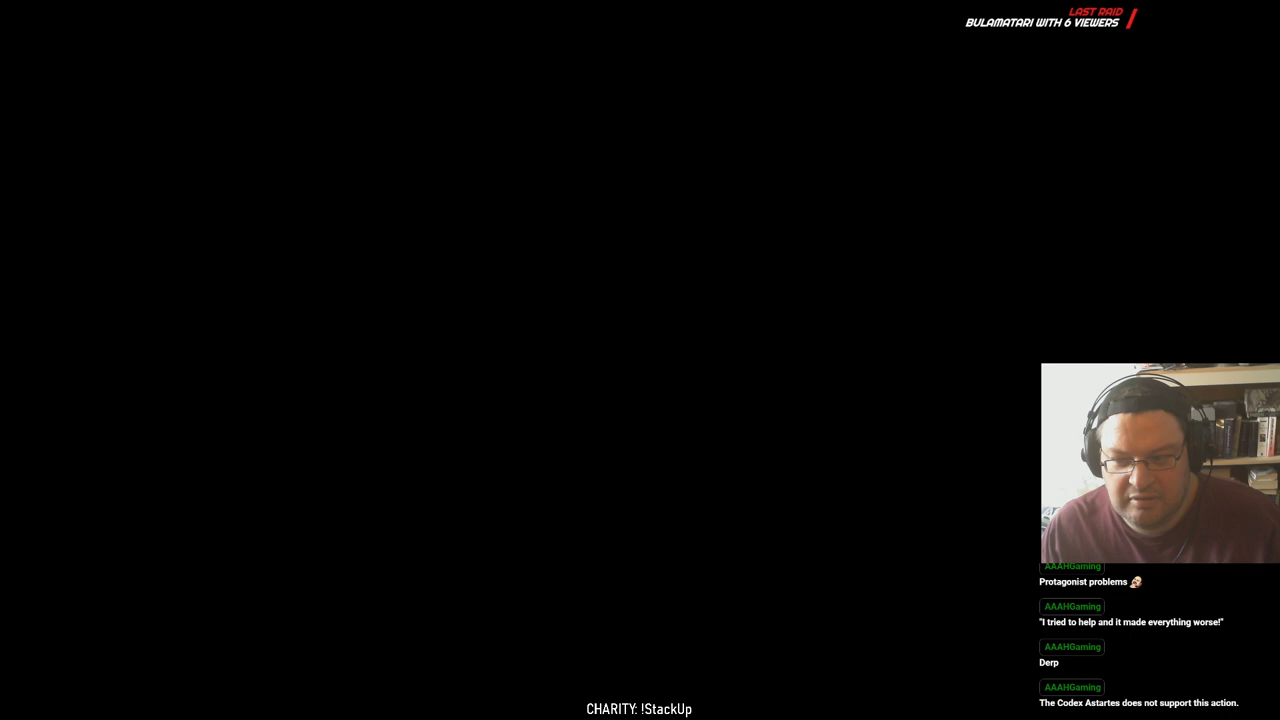 LAST RAID
BULAMATARI WITH 6 VIEWERS
AAAHGaming
Protagonist problems
AAAHGaming
"I tried to help and it made everything worse!"
AAAHGaming
Derp
AAAHGaming
The Codex Astartes does not support this action.
CHARITY: !StackUp